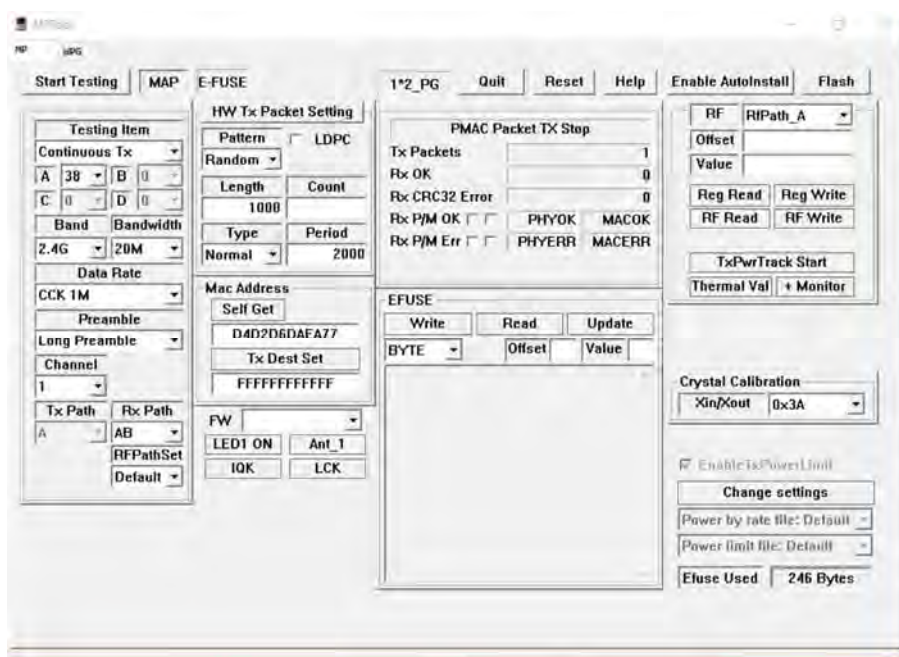 MP
Start Testing MAP E-FUSE 1*2_PG Quit Reset Help Enable AutoInstall Flash
Testing Item
Continuous Tx
A 38 B 0
C 0 D 0
Band Bandwidth
2.4G 20M
Data Rate
CCK 1M
Preamble
Long Preamble
Channel
1
Tx Path Rx Path
A AB
RFPathSet
Default
HW Tx Packet Setting
Pattern LDPC
Random
Length Count
1000
Type Period
Normal 2000
Mac Address
Self Get
D4D2D6DAEA77
Tx Dest Set
FFFFFFFFFFFF
FW
LED1 ON Ant_1
IQK LCK
PMAC Packet TX Stop
Tx Packets 1
Rx OK 0
Rx CRC32 Error 0
Rx P/M OK PHYOK MACOK
Rx P/M Err PHYERR MACERR
EFUSE
Write Read Update
BYTE Offset Value
RF RfPath_A
Offset
Value
Reg Read Reg Write
RF Read RF Write
TxPwrTrack Start
Thermal Val + Monitor
Crystal Calibration
Xin/Xout 0x3A
EnableTxPowerLimit
Change settings
Power by rate file: Default
Power limit file: Default
Efuse Used 246 Bytes